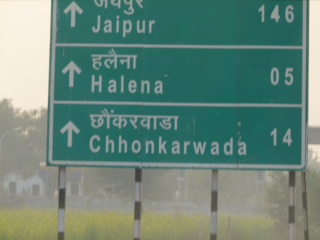 जयपुर
Jaipur 146
हलैना
Halena 05
छौंकरवाडा
Chhonkarwada 14